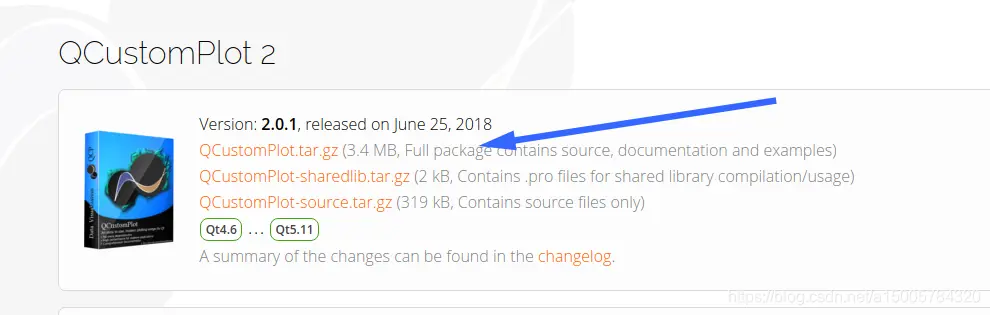 QCustomPlot 2
Version: 2.0.1, released on June 25, 2018
QCustomPlot.tar.gz (3.4 MB, Full package contains source, documentation and examples)
QCustomPlot-sharedlib.tar.gz (2 kB, Contains .pro files for shared library compilation/usage)
QCustomPlot-source.tar.gz (319 kB, Contains source files only)
Qt4.6 ... Qt5.11
A summary of the changes can be found in the changelog.
QCP
Data Visualization
QCustomPlot
https://blog.csdn.net/a15005784320